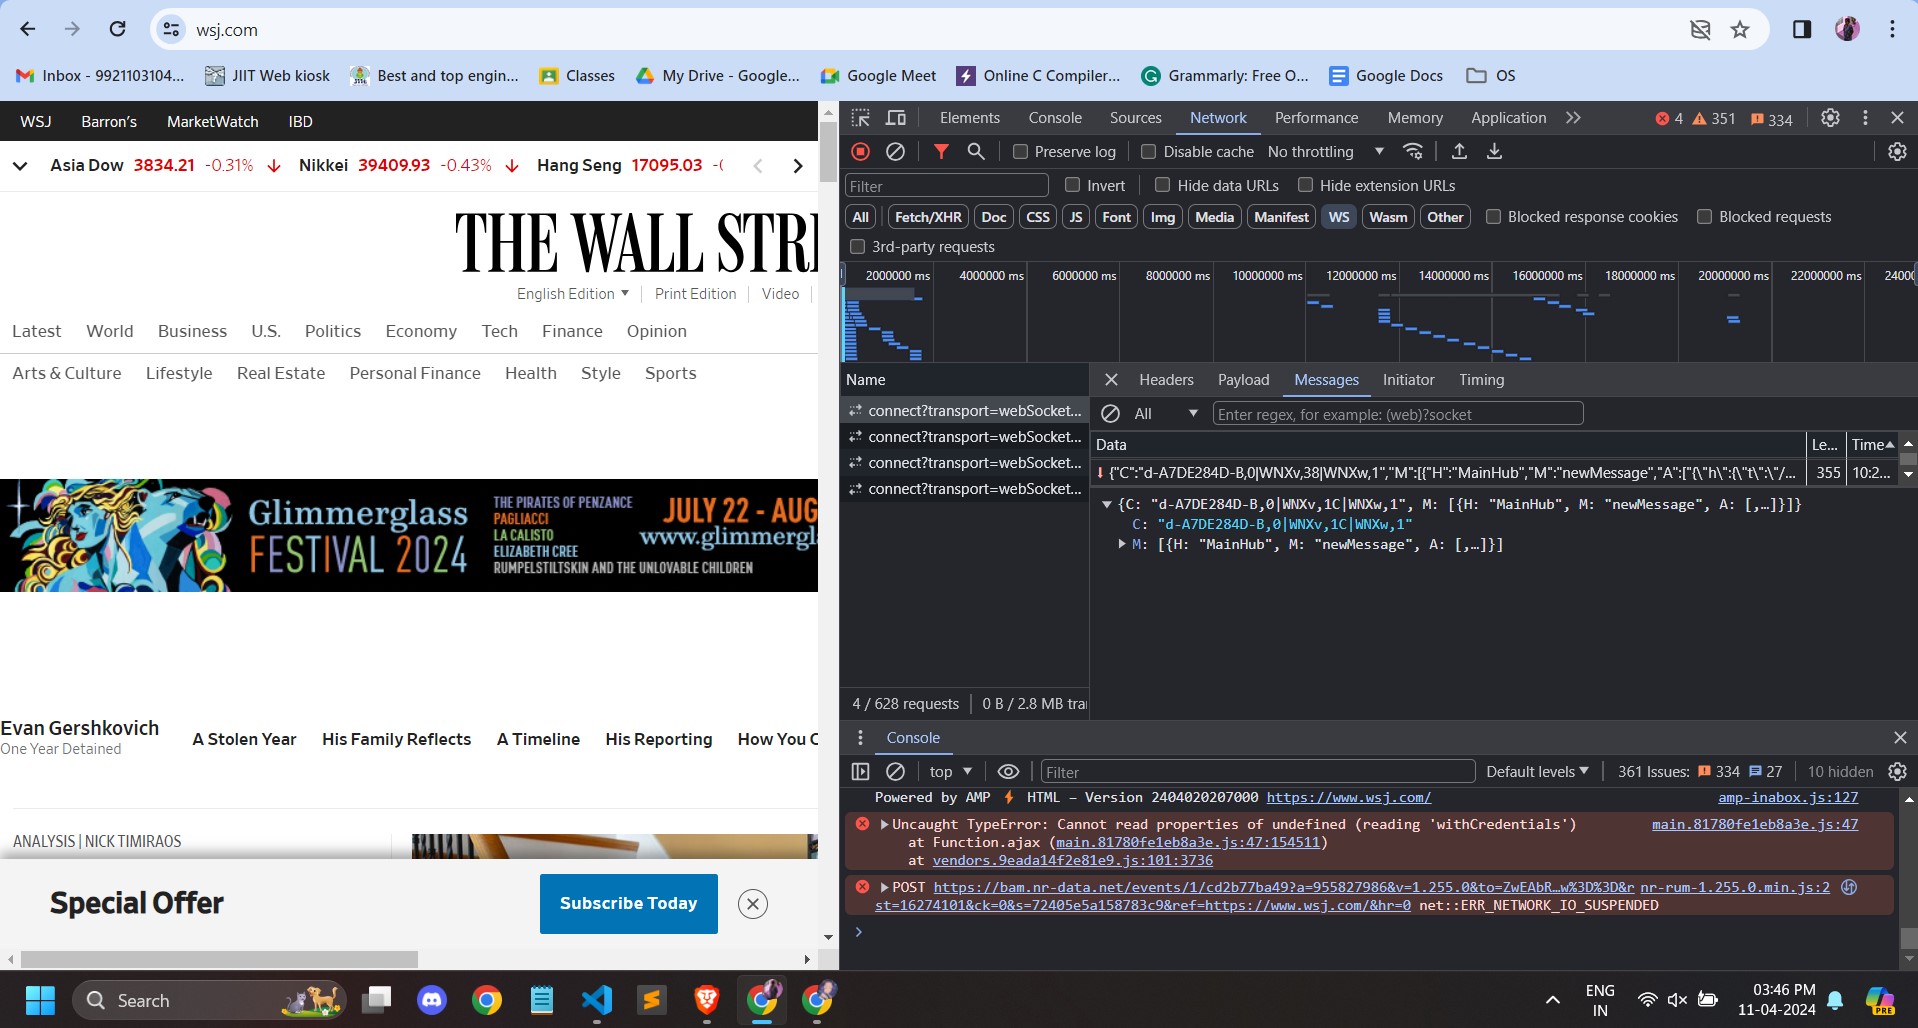 wsj.com
Inbox - 9921103104...
JIIT Web kiosk
Best and top engin...
Classes
My Drive - Google...
Google Meet
Online C Compiler...
Grammarly: Free O...
Google Docs
OS
WSJ
Barron's
MarketWatch
IBD
Asia Dow 3834.21 -0.31%
Nikkei 39409.93 -0.43%
Hang Seng 17095.03
THE WALL STRE
English Edition
Print Edition
Video
Latest World Business U.S. Politics Economy Tech Finance Opinion
Arts & Culture Lifestyle Real Estate Personal Finance Health Style Sports
Glimmerglass
FESTIVAL 2024
THE PIRATES OF PENZANCE
PAGLIACCI
LA CALISTO
ELIZABETH CREE
RUMPELSTILTSKIN AND THE UNLOVABLE CHILDREN
JULY 22 - AUG
www.glimmergla
Evan Gershkovich
One Year Detained
A Stolen Year His Family Reflects A Timeline His Reporting How You C
ANALYSIS | NICK TIMIRAOS
Special Offer
Subscribe Today
Elements Console Sources Network Performance Memory Application
4 351 334
Preserve log
Disable cache
No throttling
Filter
Invert
Hide data URLs
Hide extension URLs
All Fetch/XHR Doc CSS JS Font Img Media Manifest WS Wasm Other
Blocked response cookies
Blocked requests
3rd-party requests
2000000 ms 4000000 ms 6000000 ms 8000000 ms 10000000 ms 12000000 ms 14000000 ms 16000000 ms 18000000 ms 20000000 ms 22000000 ms 24000
Name
connect?transport=webSocket...
connect?transport=webSocket...
connect?transport=webSocket...
connect?transport=webSocket...
4 / 628 requests
0 B / 2.8 MB tra
Headers Payload Messages Initiator Timing
All
Enter regex, for example: (web)?socket
Data Le... Time
{"C":"d-A7DE284D-B,0|WNXv,38|WNXw,1","M":[{"H":"MainHub","M":"newMessage","A":["{\"h\":{\"t\":\"/... 355 10:2...
{C: "d-A7DE284D-B,0|WNXv,1C|WNXw,1", M: [{H: "MainHub", M: "newMessage", A: [,…]}]}
C: "d-A7DE284D-B,0|WNXv,1C|WNXw,1"
M: [{H: "MainHub", M: "newMessage", A: [,…]}]
Console
top
Filter
Default levels
361 Issues: 334 27
10 hidden
Powered by AMP ⚡ HTML – Version 2404020207000 https://www.wsj.com/ amp-inabox.js:127
Uncaught TypeError: Cannot read properties of undefined (reading 'withCredentials') main.81780fe1eb8a3e.js:47
at Function.ajax (main.81780fe1eb8a3e.js:47:154511)
at vendors.9eada14f2e81e9.js:101:3736
POST https://bam.nr-data.net/events/1/cd2b77ba49?a=955827986&v=1.255.0&to=ZwEAbR…w%3D%3D&r nr-rum-1.255.0.min.js:2
st=16274101&ck=0&s=72405e5a158783c9&ref=https://www.wsj.com/&hr=0 net::ERR_NETWORK_IO_SUSPENDED
Search
ENG
IN
03:46 PM
11-04-2024
PRE